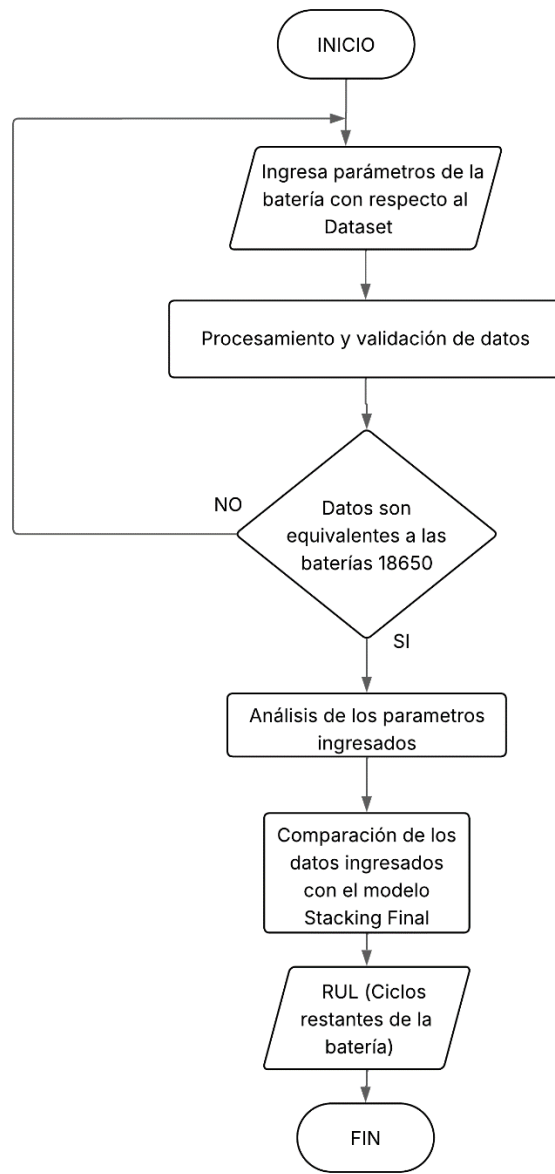 INICIO
Ingresa parámetros de la
batería con respecto al
Dataset
Procesamiento y validación de datos
NO
Datos son
equivalentes a las
baterías 18650
SI
Análisis de los parametros
ingresados
Comparación de los
datos ingresados
con el modelo
Stacking Final
RUL (Ciclos
restantes de la
batería)
FIN